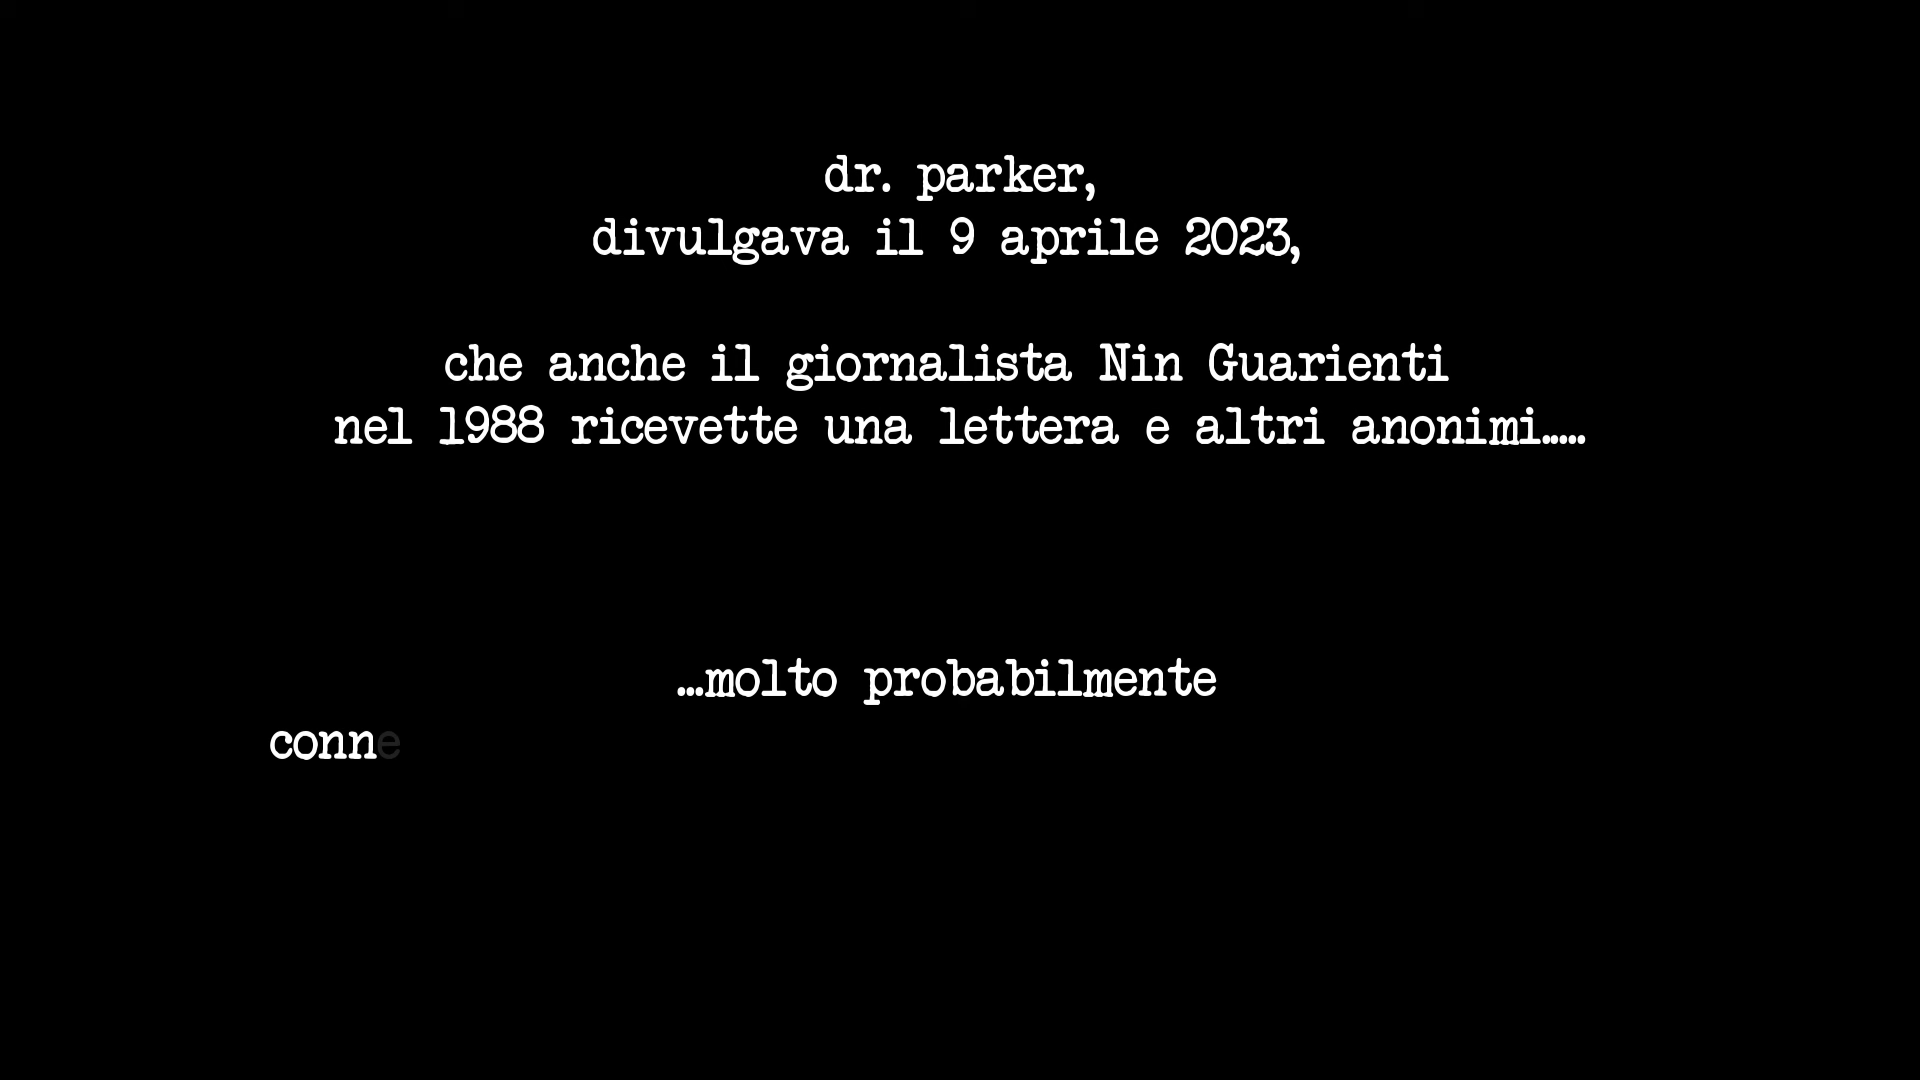 dr. parker,
divulgava il 9 aprile 2023,
che anche il giornalista Nin Guarienti
nel 1988 ricevette una lettera e altri anonimi.....
...molto probabilmente
conne